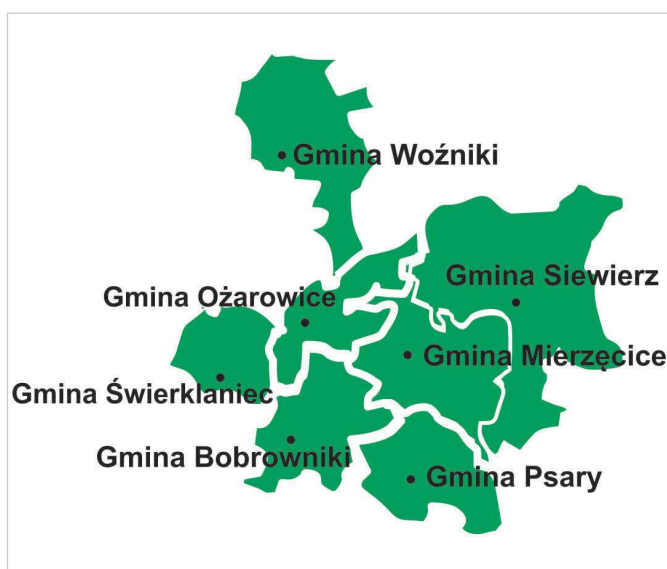 Gmina Woźniki
Gmina Siewierz
Gmina Ożarowice
Gmina Mierzęcice
Gmina Świerklaniec
Gmina Bobrowniki
Gmina Psary